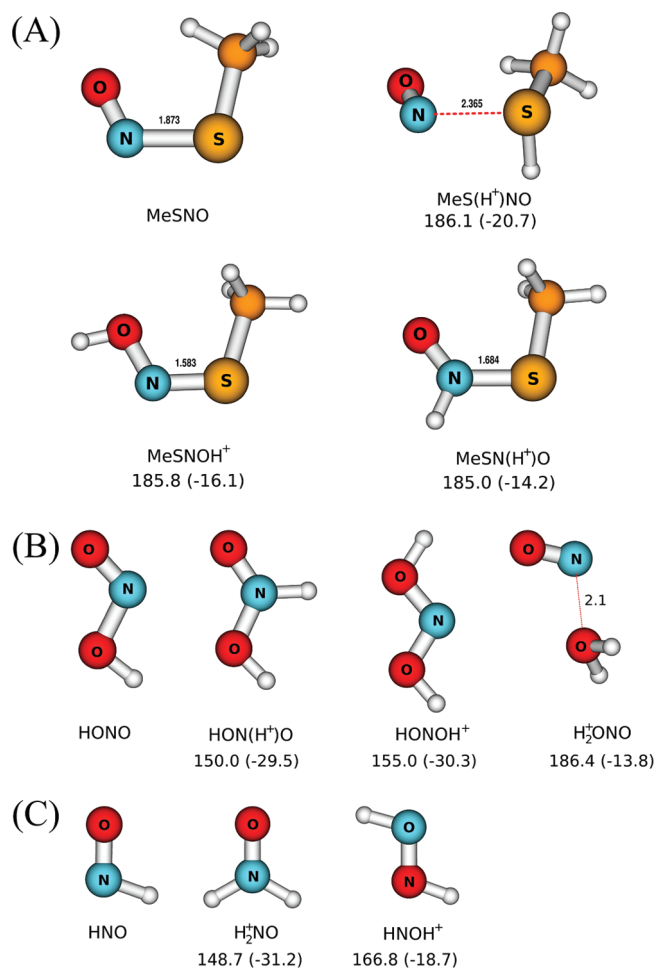 (A)
O
N
1.873
S
MeSNO
O
N
2.365
S
MeS(H⁺)NO
186.1 (-20.7)
O
N
1.583
S
MeSNOH⁺
185.8 (-16.1)
O
N
1.684
S
MeSN(H⁺)O
185.0 (-14.2)
(B)
O
N
O
HONO
O
N
O
HON(H⁺)O
150.0 (-29.5)
O
N
O
HONOH⁺
155.0 (-30.3)
O
N
2.1
O
H₂⁺ONO
186.4 (-13.8)
(C)
O
N
HNO
O
N
H₂⁺NO
148.7 (-31.2)
O
N
HNOH⁺
166.8 (-18.7)